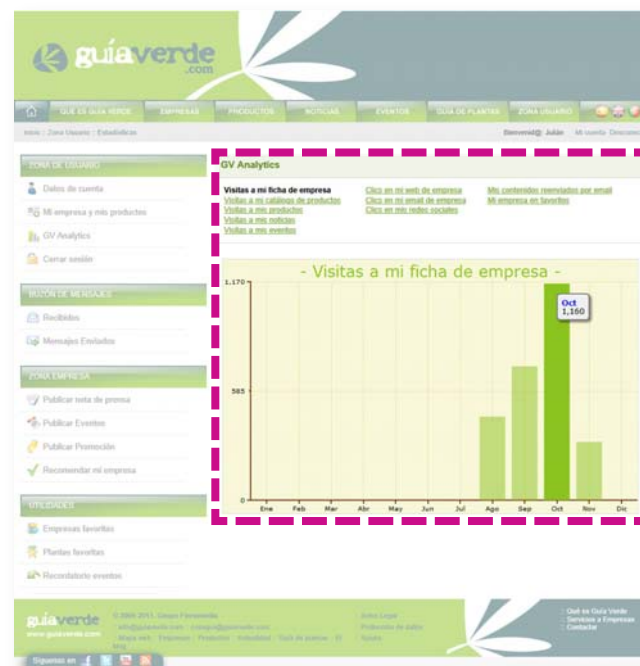 guíaverde
.com
QUÉ ES GUÍA VERDE EMPRESAS PRODUCTOS NOTICIAS EVENTOS GUÍA DE PLANTAS ZONA USUARIO
Inicio : Zona Usuario : Estadísticas
Bienvenid@ Julián Mi cuenta
ZONA DE USUARIO
Datos de cuenta
Mi empresa y mis productos
GV Analytics
Cerrar sesión
BUZÓN DE MENSAJES
Recibidos
Mensajes Enviados
ZONA EMPRESA
Publicar nota de prensa
Publicar Eventos
Publicar Promoción
Recomendar mi empresa
UTILIDADES
Empresas favoritas
Plantas favoritas
Recordatorio eventos
GV Analytics
Visitas a mi ficha de empresa Clics en mi web de empresa Mis contenidos reenviados por email
Visitas a mi catálogo de productos Clics en mi email de empresa Mi empresa en favoritos
Visitas a mis productos Clics en mis redes sociales
Visitas a mis noticias
Visitas a mis eventos
- Visitas a mi ficha de empresa -
1.170
Oct
1,160
585
0
Ene Feb Mar Abr May Jun Jul Ago Sep Oct Nov Dic
guíaverde
www.guiaverde.com
Aviso Legal
Protección de datos
Ayuda
: Qué es Guía Verde
: Servicios a Empresas
: Contactar
Síguenos en